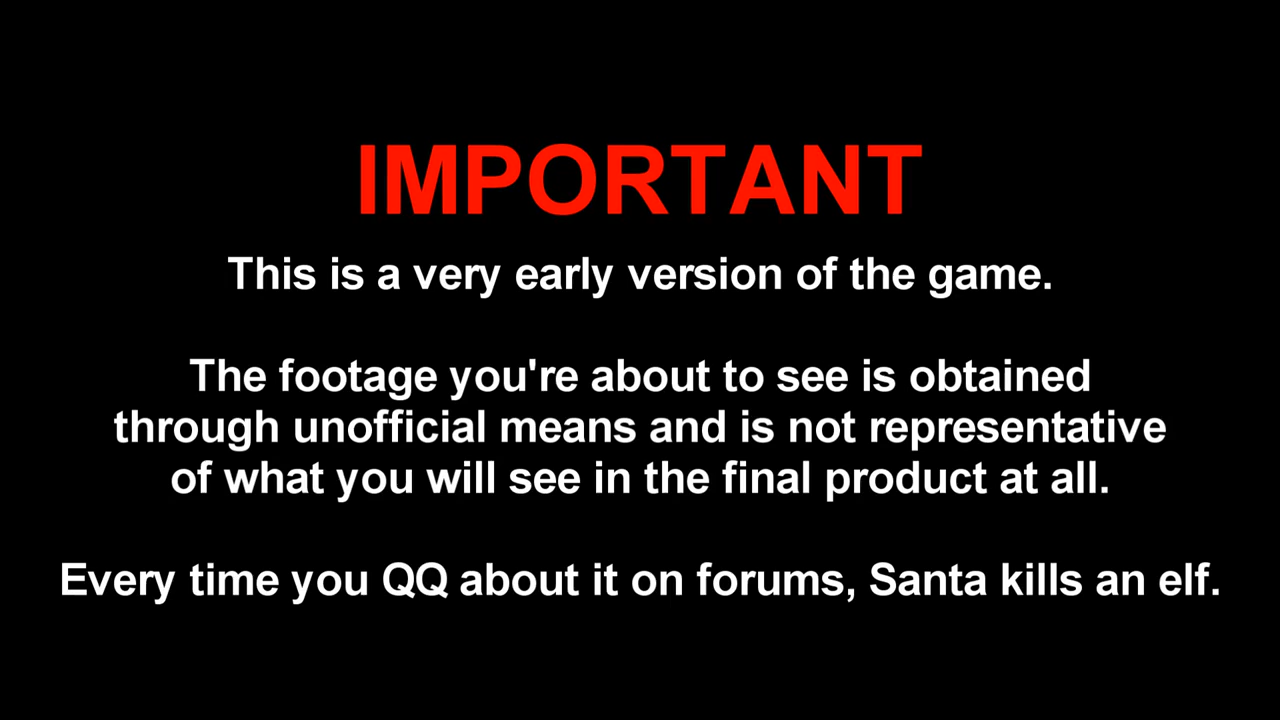 IMPORTANT
This is a very early version of the game.
The footage you're about to see is obtained
through unofficial means and is not representative
of what you will see in the final product at all.
Every time you QQ about it on forums, Santa kills an elf.